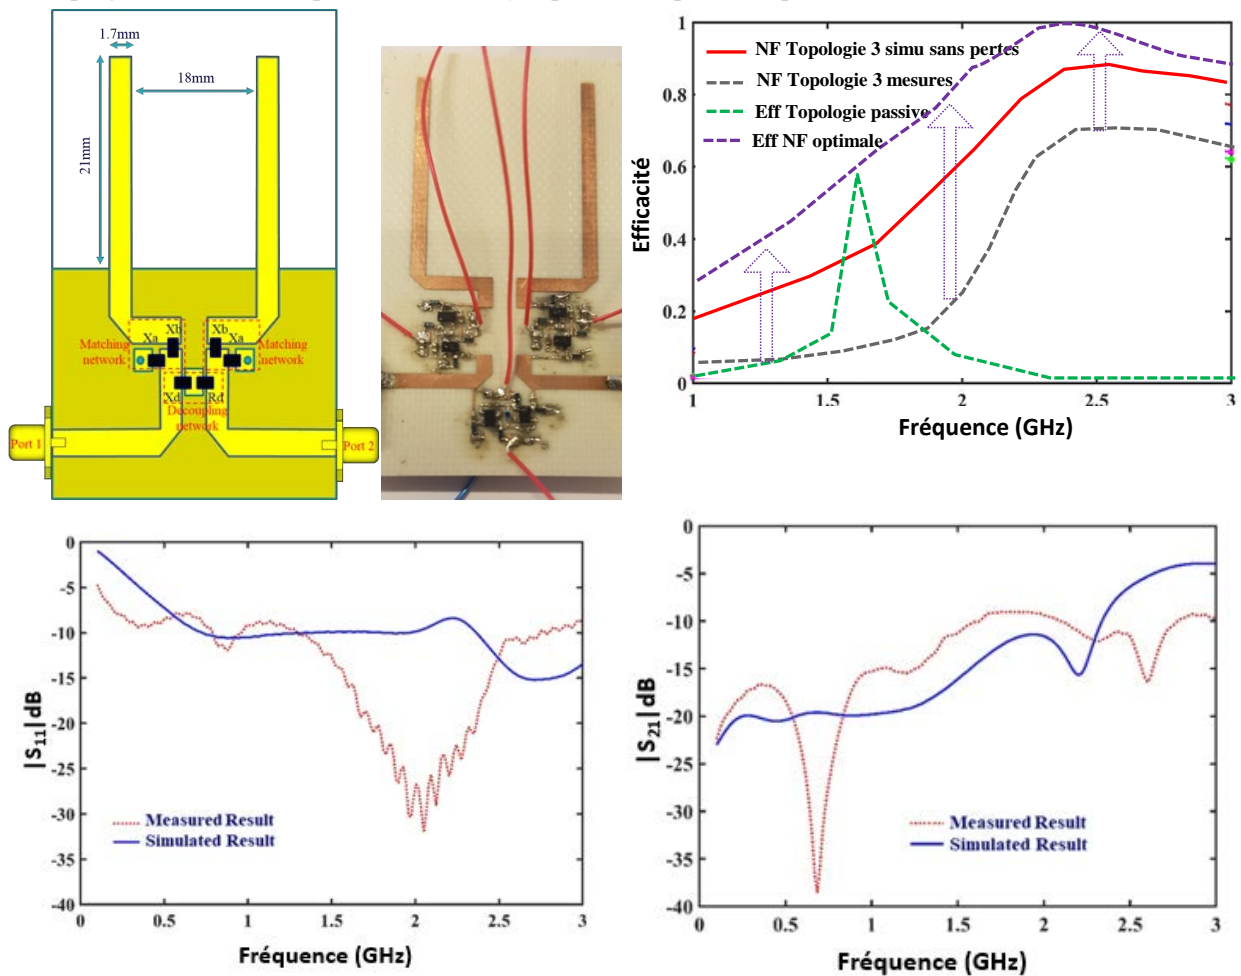 1.7mm
18mm
21mm
Xb
Xb
Xa
Xa
Matching
network
Matching
network
Xd
Rd
Decoupling
network
Port 1
Port 2
1
0.8
0.6
0.4
0.2
0
Efficacité
NF Topologie 3 simu sans pertes
NF Topologie 3 mesures
Eff Topologie passive
Eff NF optimale
1
1.5
2
2.5
3
Fréquence (GHz)
0
-5
-10
-15
-20
-25
-30
-35
-40
|S11|dB
Measured Result
Simulated Result
0
0.5
1
1.5
2
2.5
3
Fréquence (GHz)
0
-5
-10
-15
-20
-25
-30
-35
-40
|S21|dB
Measured Result
Simulated Result
0
0.5
1
1.5
2
2.5
3
Fréquence (GHz)